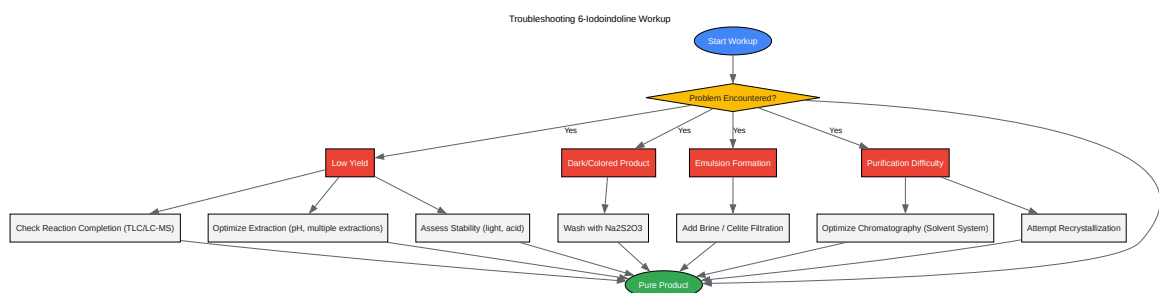 Troubleshooting 6-Iodoindoline Workup
Start Workup
Problem Encountered?
Yes
Yes
Yes
Yes
Low Yield
Dark/Colored Product
Emulsion Formation
Purification Difficulty
Check Reaction Completion (TLC/LC-MS)
Optimize Extraction (pH, multiple extractions)
Assess Stability (light, acid)
Wash with Na2S2O3
Add Brine / Celite Filtration
Optimize Chromatography (Solvent System)
Attempt Recrystallization
Pure Product